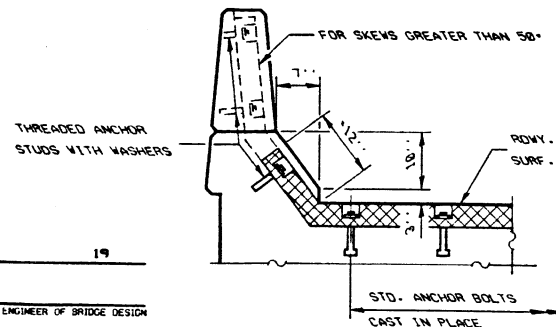 FOR SKEWS GREATER THAN 50°
7"
THREADED ANCHOR
STUDS WITH WASHERS
12"
10"
RDWY.
SURF.
3"
19
ENGINEER OF BRIDGE DESIGN
STD. ANCHOR BOLTS
CAST IN PLACE